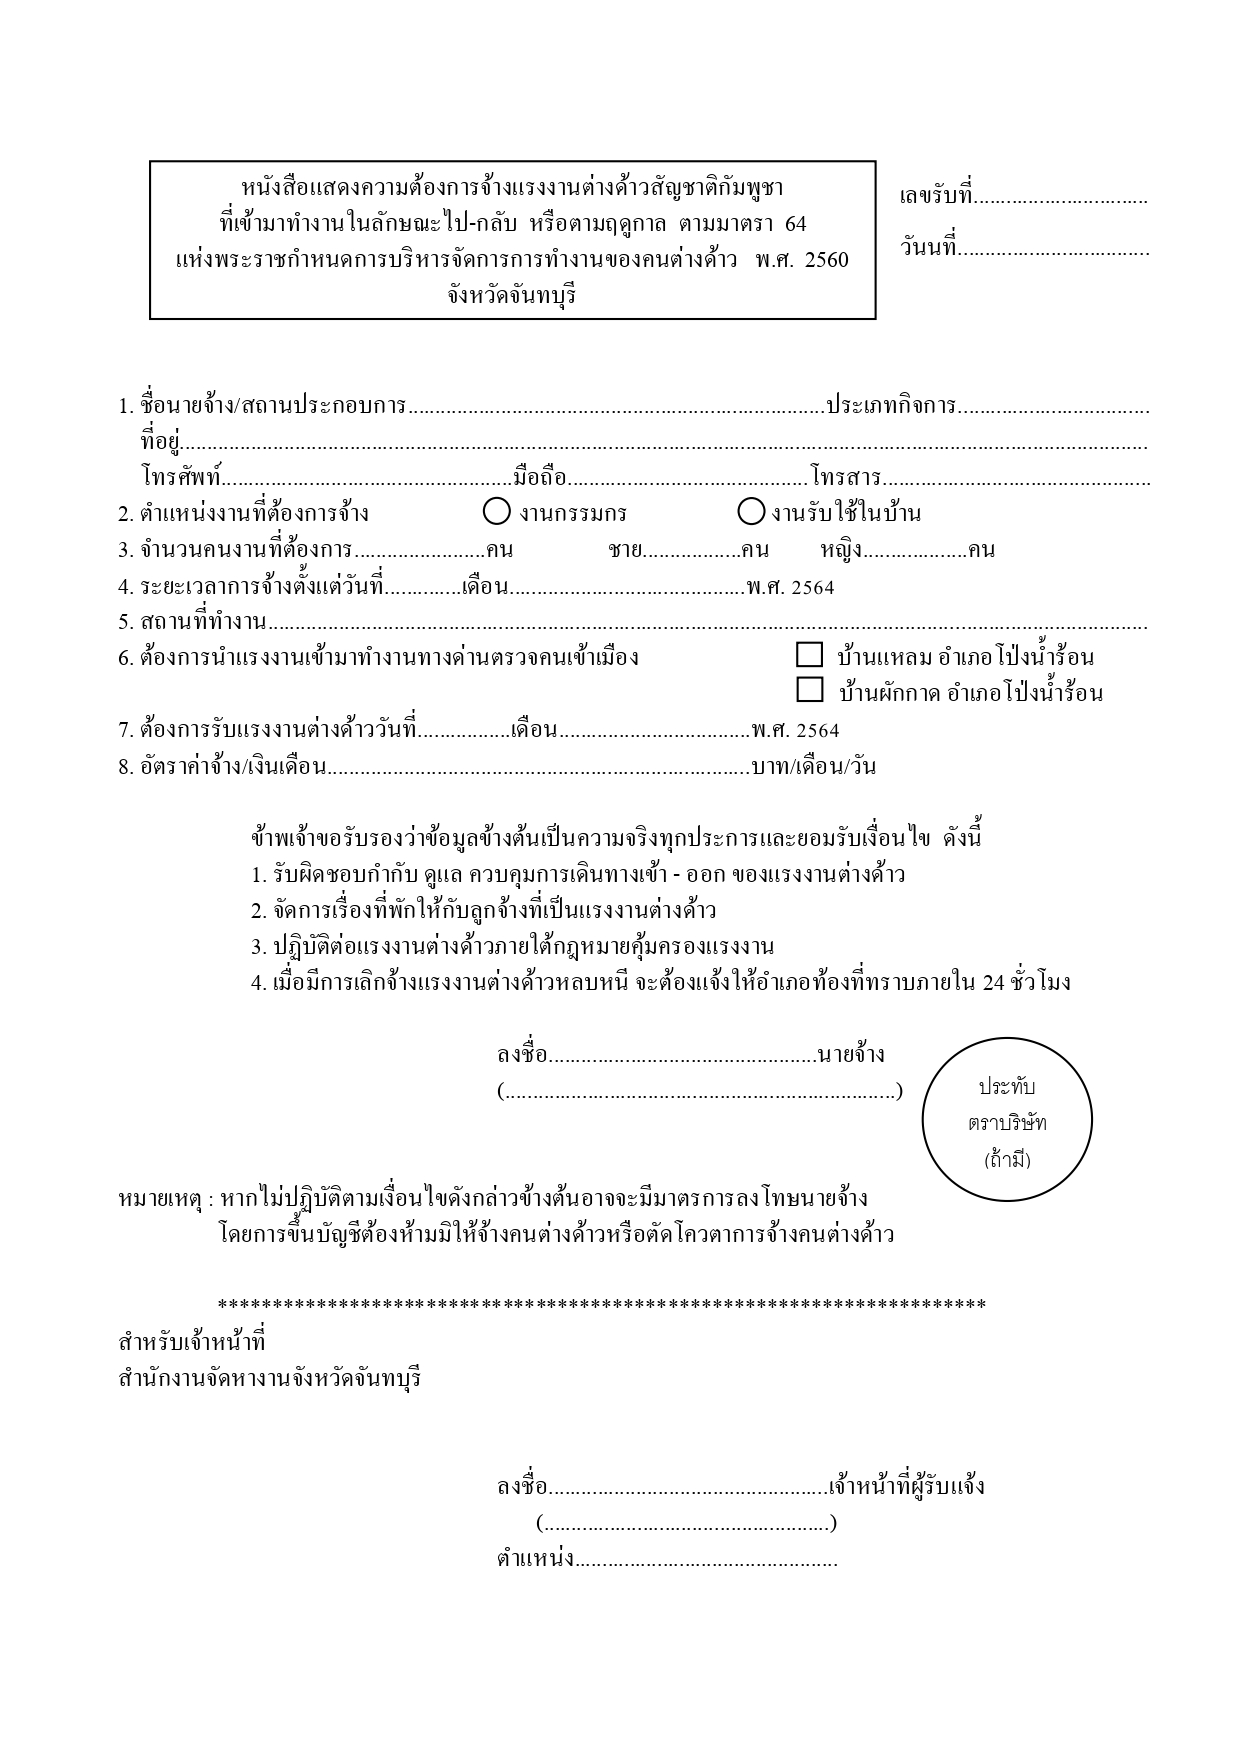 หนังสือแสดงความต้องการจ้างแรงงานต่างด้าวสัญชาติกัมพูชา
ที่เข้ามาทำงานในลักษณะไป-กลับ หรือตามฤดูกาล ตามมาตรา 64
แห่งพระราชกำหนดการบริหารจัดการการทำงานของคนต่างด้าว พ.ศ. 2560
จังหวัดจันทบุรี
เลขรับที่................................
วันนที่...................................
1. ชื่อนายจ้าง/สถานประกอบการ............................................................................ประเภทกิจการ...................................
ที่อยู่.................................................................................................................................................................................
โทรศัพท์.....................................................มือถือ............................................โทรสาร.................................................
2. ตำแหน่งงานที่ต้องการจ้าง ◯ งานกรรมกร ◯ งานรับใช้ในบ้าน
3. จำนวนคนงานที่ต้องการ........................คน ชาย..................คน หญิง...................คน
4. ระยะเวลาการจ้างตั้งแต่วันที่..............เดือน...........................................พ.ศ. 2564
5. สถานที่ทำงาน.................................................................................................................................................................
6. ต้องการนำแรงงานเข้ามาทำงานทางด่านตรวจคนเข้าเมือง ☐ บ้านแหลม อำเภอโป่งน้ำร้อน
☐ บ้านผักกาด อำเภอโป่งน้ำร้อน
7. ต้องการรับแรงงานต่างด้าววันที่.................เดือน...................................พ.ศ. 2564
8. อัตราค่าจ้าง/เงินเดือน.............................................................................บาท/เดือน/วัน
ข้าพเจ้าขอรับรองว่าข้อมูลข้างต้นเป็นความจริงทุกประการและยอมรับเงื่อนไข ดังนี้
1. รับผิดชอบกำกับ ดูแล ควบคุมการเดินทางเข้า - ออก ของแรงงานต่างด้าว
2. จัดการเรื่องที่พักให้กับลูกจ้างที่เป็นแรงงานต่างด้าว
3. ปฏิบัติต่อแรงงานต่างด้าวภายใต้กฎหมายคุ้มครองแรงงาน
4. เมื่อมีการเลิกจ้างแรงงานต่างด้าวหลบหนี จะต้องแจ้งให้อำเภอท้องที่ทราบภายใน 24 ชั่วโมง
ลงชื่อ.................................................นายจ้าง
(.......................................................................)
ประทับ
ตราบริษัท
(ถ้ามี)
หมายเหตุ : หากไม่ปฏิบัติตามเงื่อนไขดังกล่าวข้างต้นอาจจะมีมาตรการลงโทษนายจ้าง
โดยการขึ้นบัญชีต้องห้ามมิให้จ้างคนต่างด้าวหรือตัดโควตาการจ้างคนต่างด้าว
**********************************************************************
สำหรับเจ้าหน้าที่
สำนักงานจัดหางานจังหวัดจันทบุรี
ลงชื่อ...................................................เจ้าหน้าที่ผู้รับแจ้ง
(....................................................)
ตำแหน่ง................................................